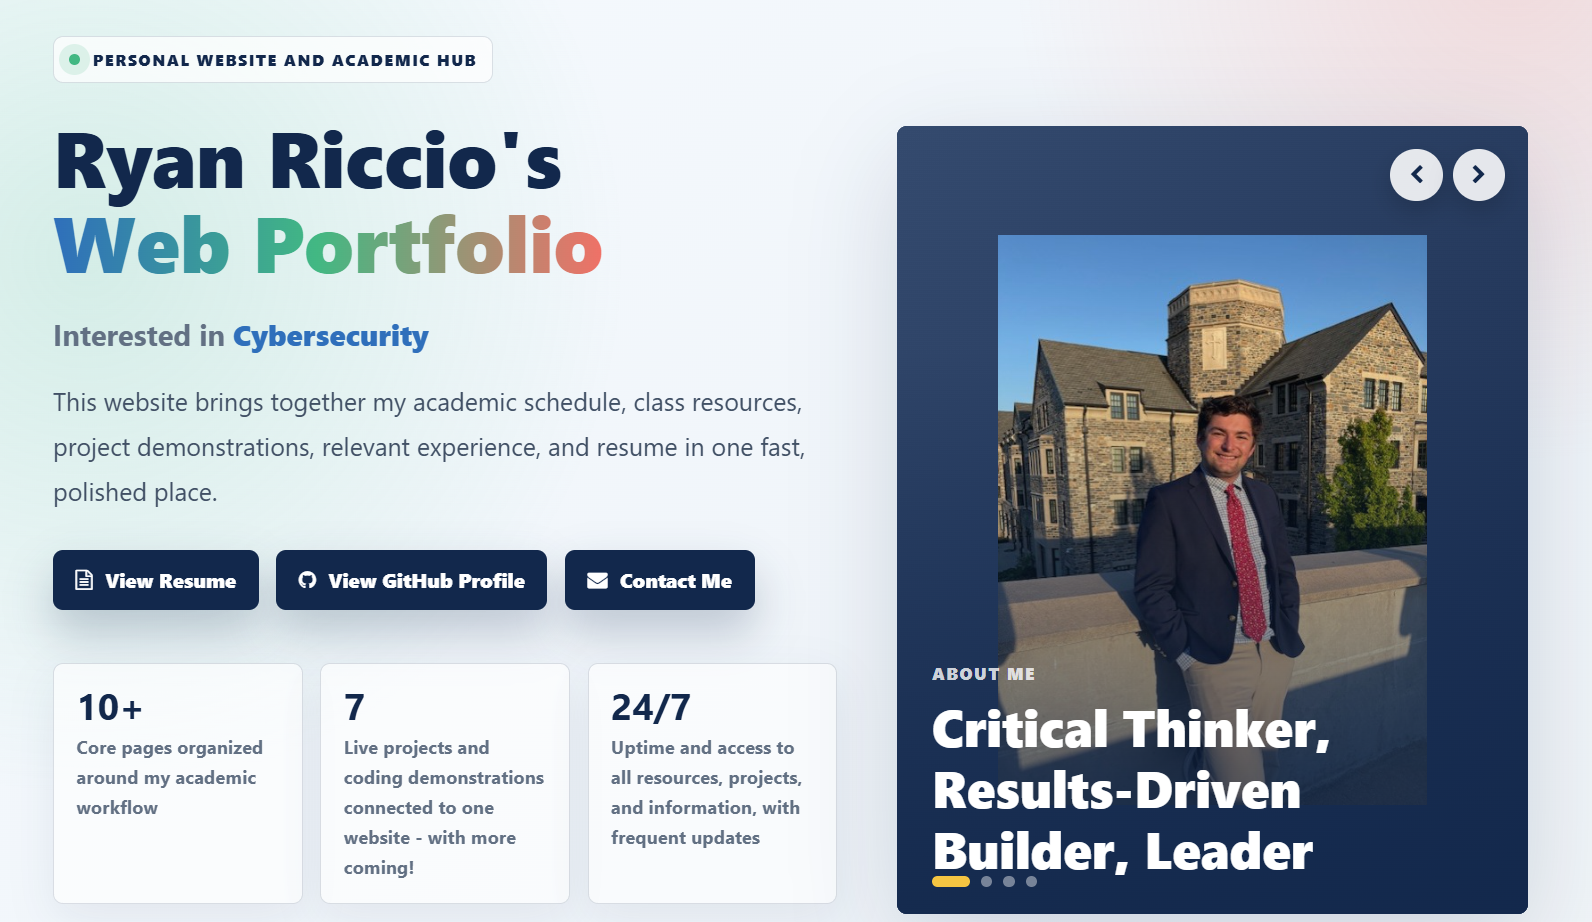 PERSONAL WEBSITE AND ACADEMIC HUB
Ryan Riccio's
Web Portfolio
Interested in Cybersecurity
This website brings together my academic schedule, class resources,
project demonstrations, relevant experience, and resume in one fast,
polished place.
View Resume
View GitHub Profile
Contact Me
10+
Core pages organized
around my academic
workflow
7
Live projects and
coding demonstrations
connected to one
website - with more
coming!
24/7
Uptime and access to
all resources, projects,
and information, with
frequent updates
ABOUT ME
Critical Thinker,
Results-Driven
Builder, Leader